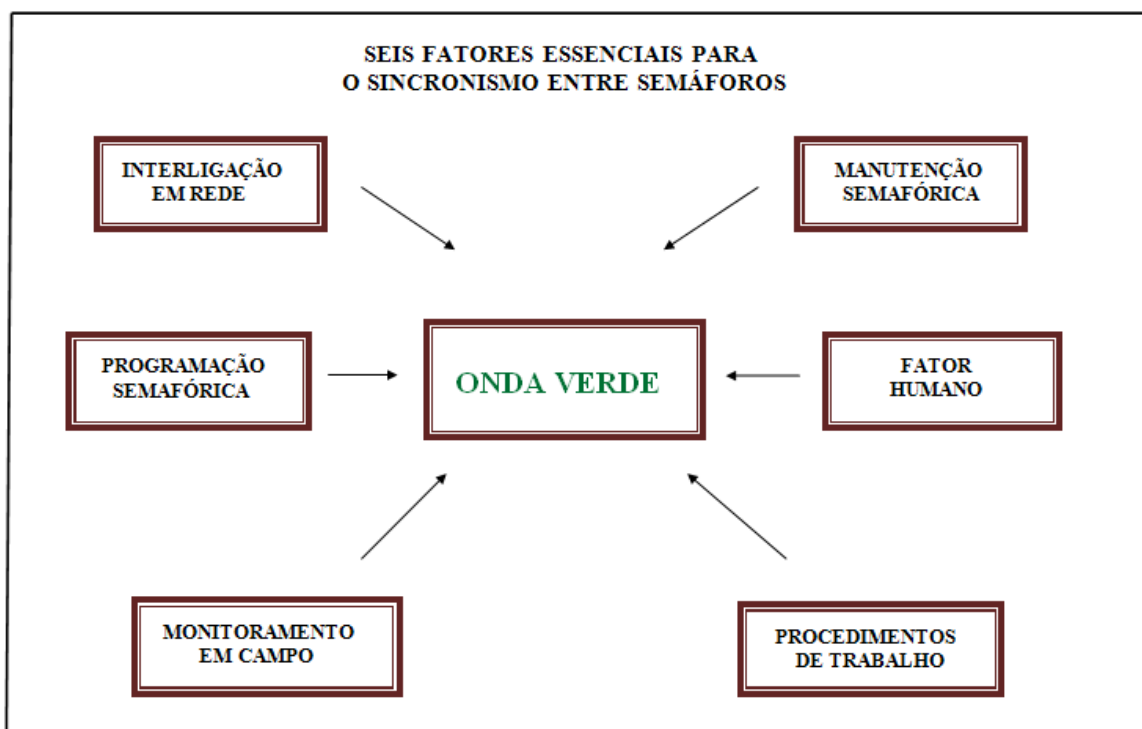 SEIS FATORES ESSENCIAIS PARA
O SINCRONISMO ENTRE SEMÁFOROS
INTERLIGAÇÃO
EM REDE
MANUTENÇÃO
SEMAFÓRICA
PROGRAMAÇÃO
SEMAFÓRICA
ONDA VERDE
FATOR
HUMANO
MONITORAMENTO
EM CAMPO
PROCEDIMENTOS
DE TRABALHO